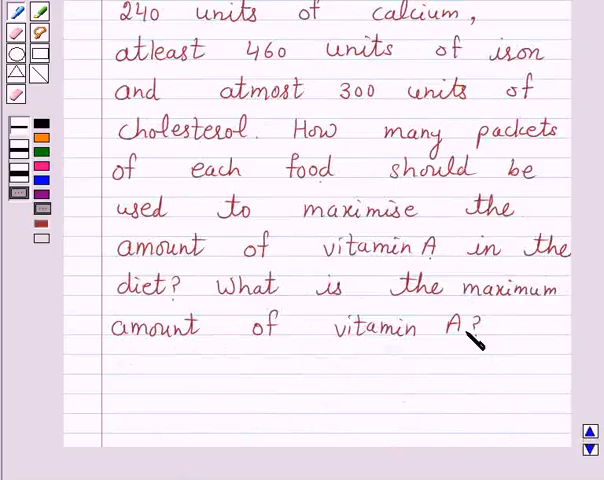 240 units of calcium,
atleast 460 units of iron
and atmost 300 units of
cholesterol. How many packets
of each food should be
used to maximise the
amount of vitamin A in the
diet? What is the maximum
amount of vitamin A?